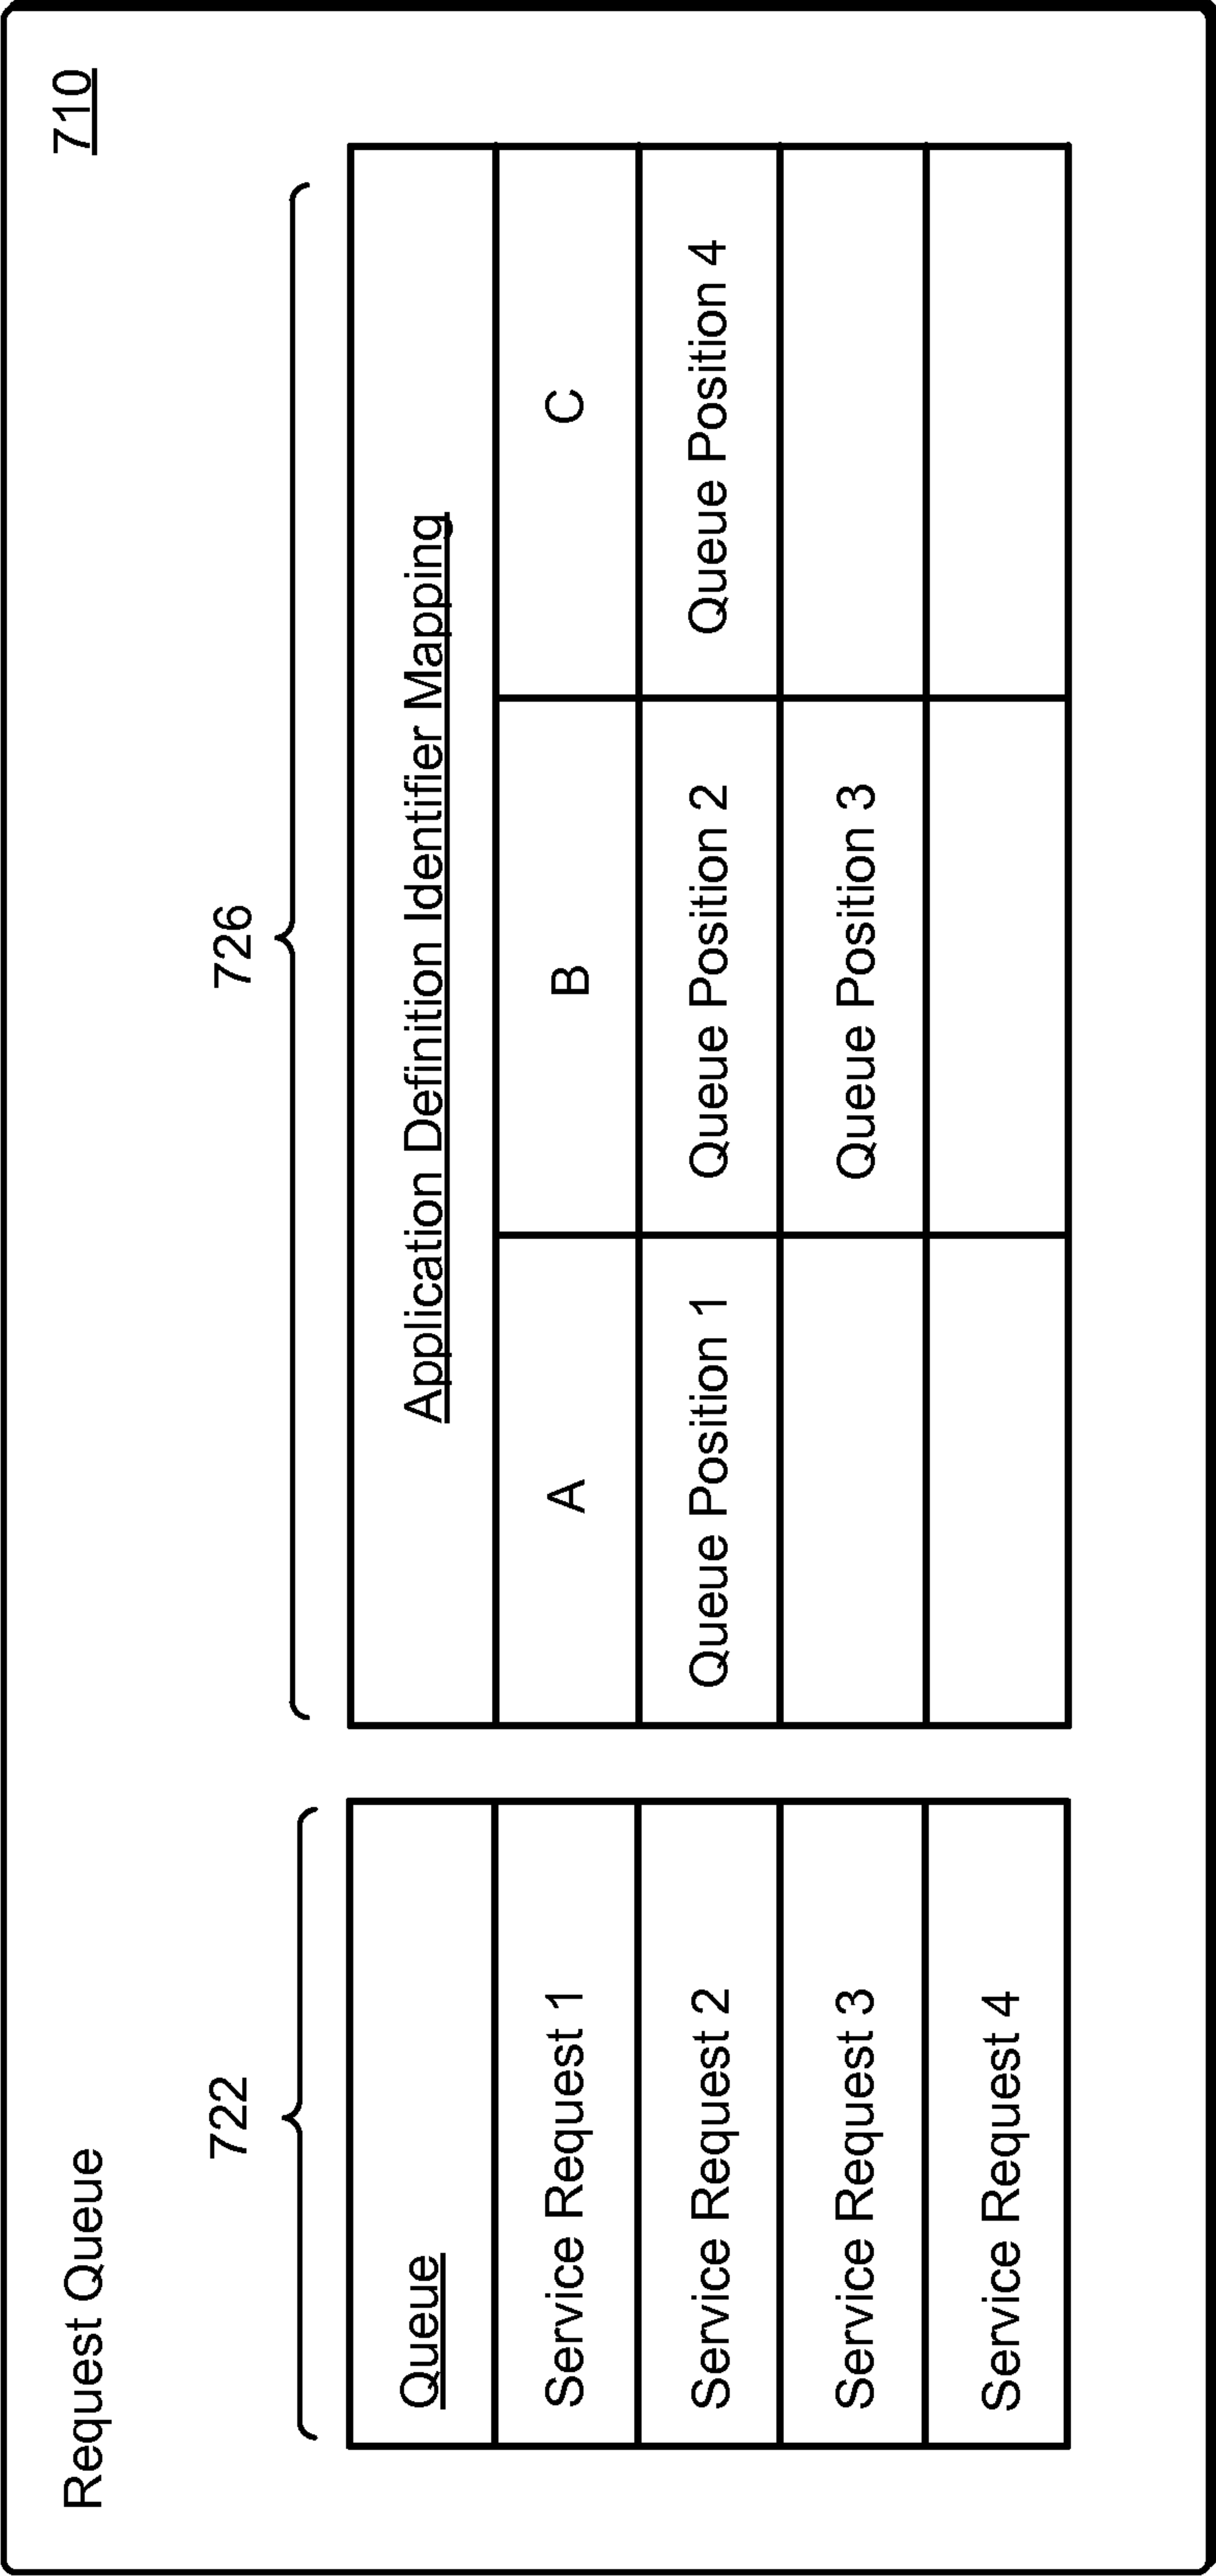 Request Queue
710
722
726
Queue
Service Request 1
Service Request 2
Service Request 3
Service Request 4
Application Definition Identifier Mapping
A B C
Queue Position 1 Queue Position 2 Queue Position 4
Queue Position 3